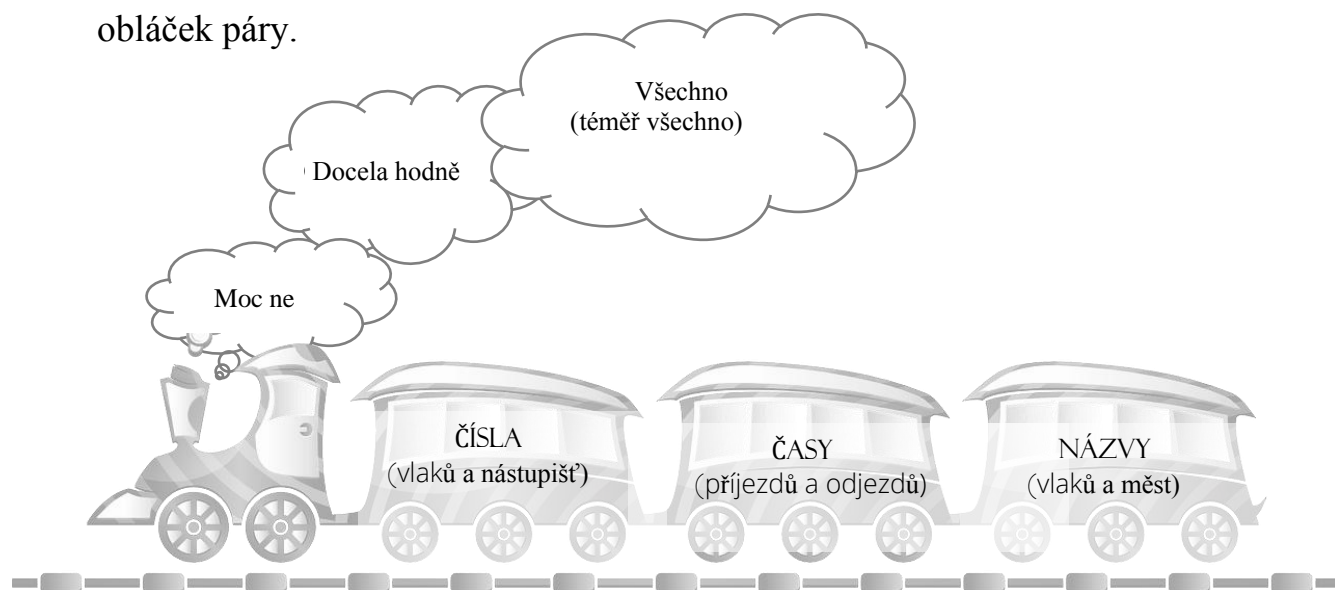 obláček páry.
Všechno
(téměř všechno)
Docela hodně
Moc ne
ČÍSLA
(vlaků a nástupišť)
ČASY
(příjezdů a odjezdů)
NÁZVY
(vlaků a měst)